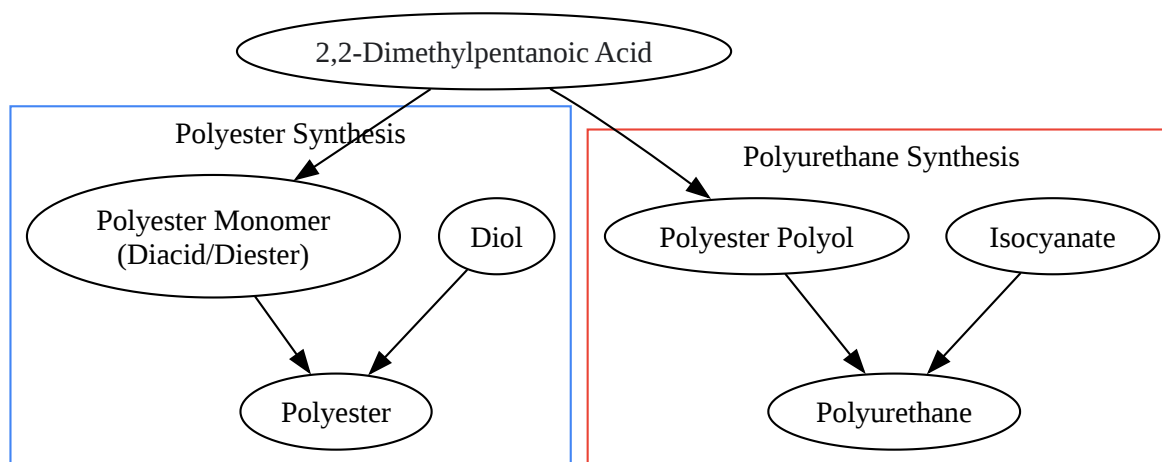 2,2-Dimethylpentanoic Acid
Polyester Synthesis
Polyurethane Synthesis
Polyester Monomer
(Diacid/Diester)
Diol
Polyester Polyol
Isocyanate
Polyester
Polyurethane